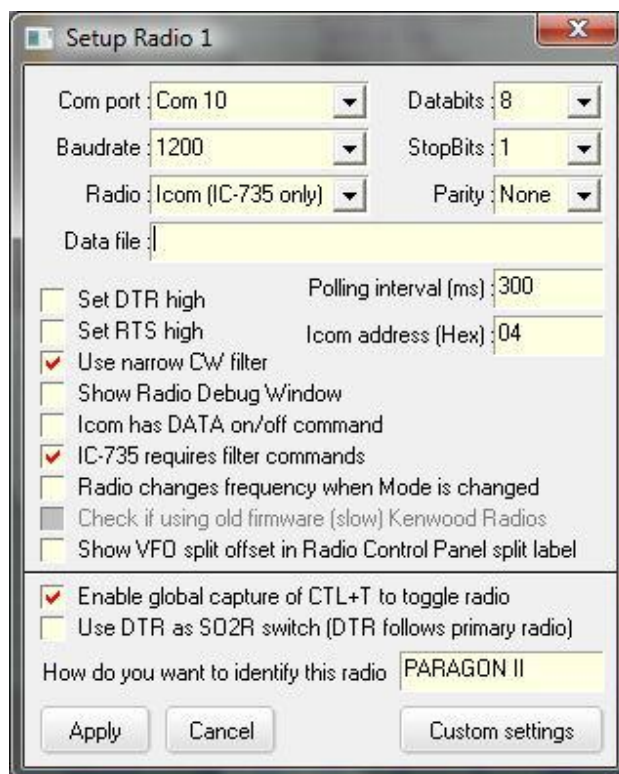 Setup Radio 1
Com port : Com 10 Databits : 8
Baudrate : 1200 StopBits : 1
Radio : Icom (IC-735 only) Parity : None
Data file :
Set DTR high Polling interval (ms) : 300
Set RTS high Icom address (Hex) : 04
Use narrow CW filter
Show Radio Debug Window
Icom has DATA on/off command
IC-735 requires filter commands
Radio changes frequency when Mode is changed
Check if using old firmware (slow) Kenwood Radios
Show VFO split offset in Radio Control Panel split label
Enable global capture of CTL+T to toggle radio
Use DTR as SO2R switch (DTR follows primary radio)
How do you want to identify this radio PARAGON II
Apply Cancel Custom settings